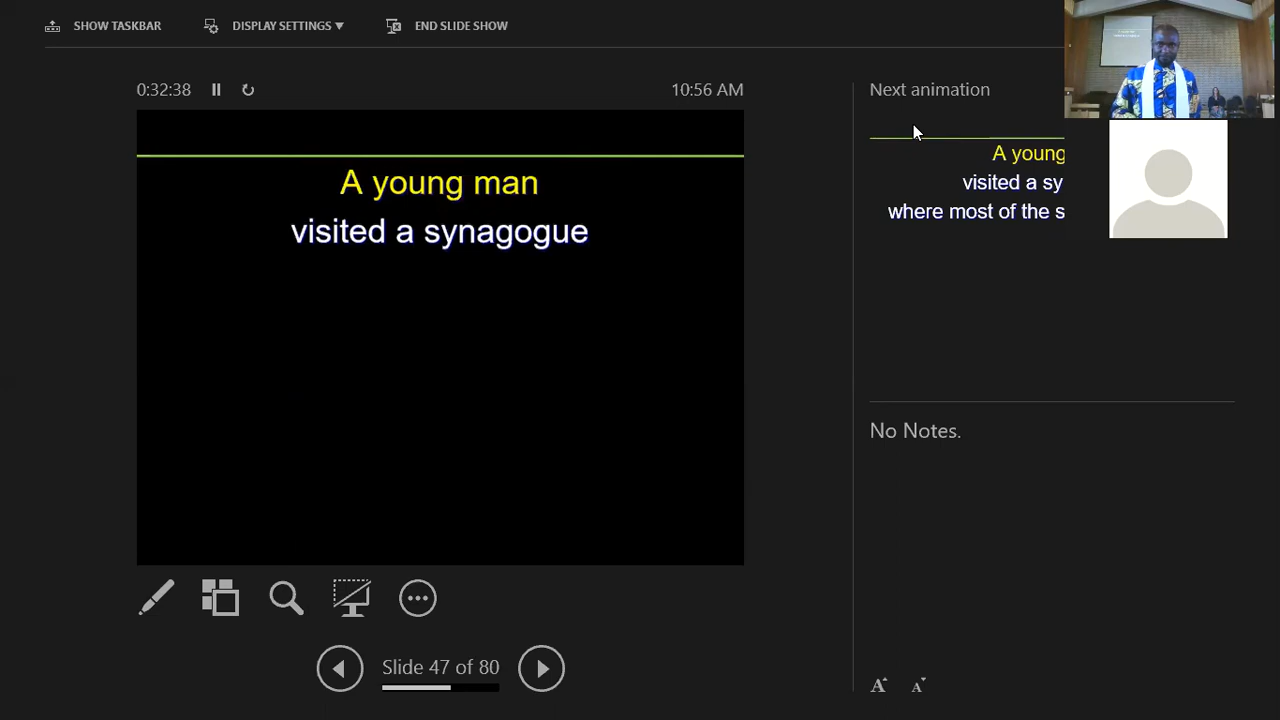 SHOW TASKBAR DISPLAY SETTINGS ▼ END SLIDE SHOW
0:32:38 10:56 AM
A young man
visited a synagogue
Next animation
A young
visited a sy
where most of the s
No Notes.
Slide 47 of 80
A A